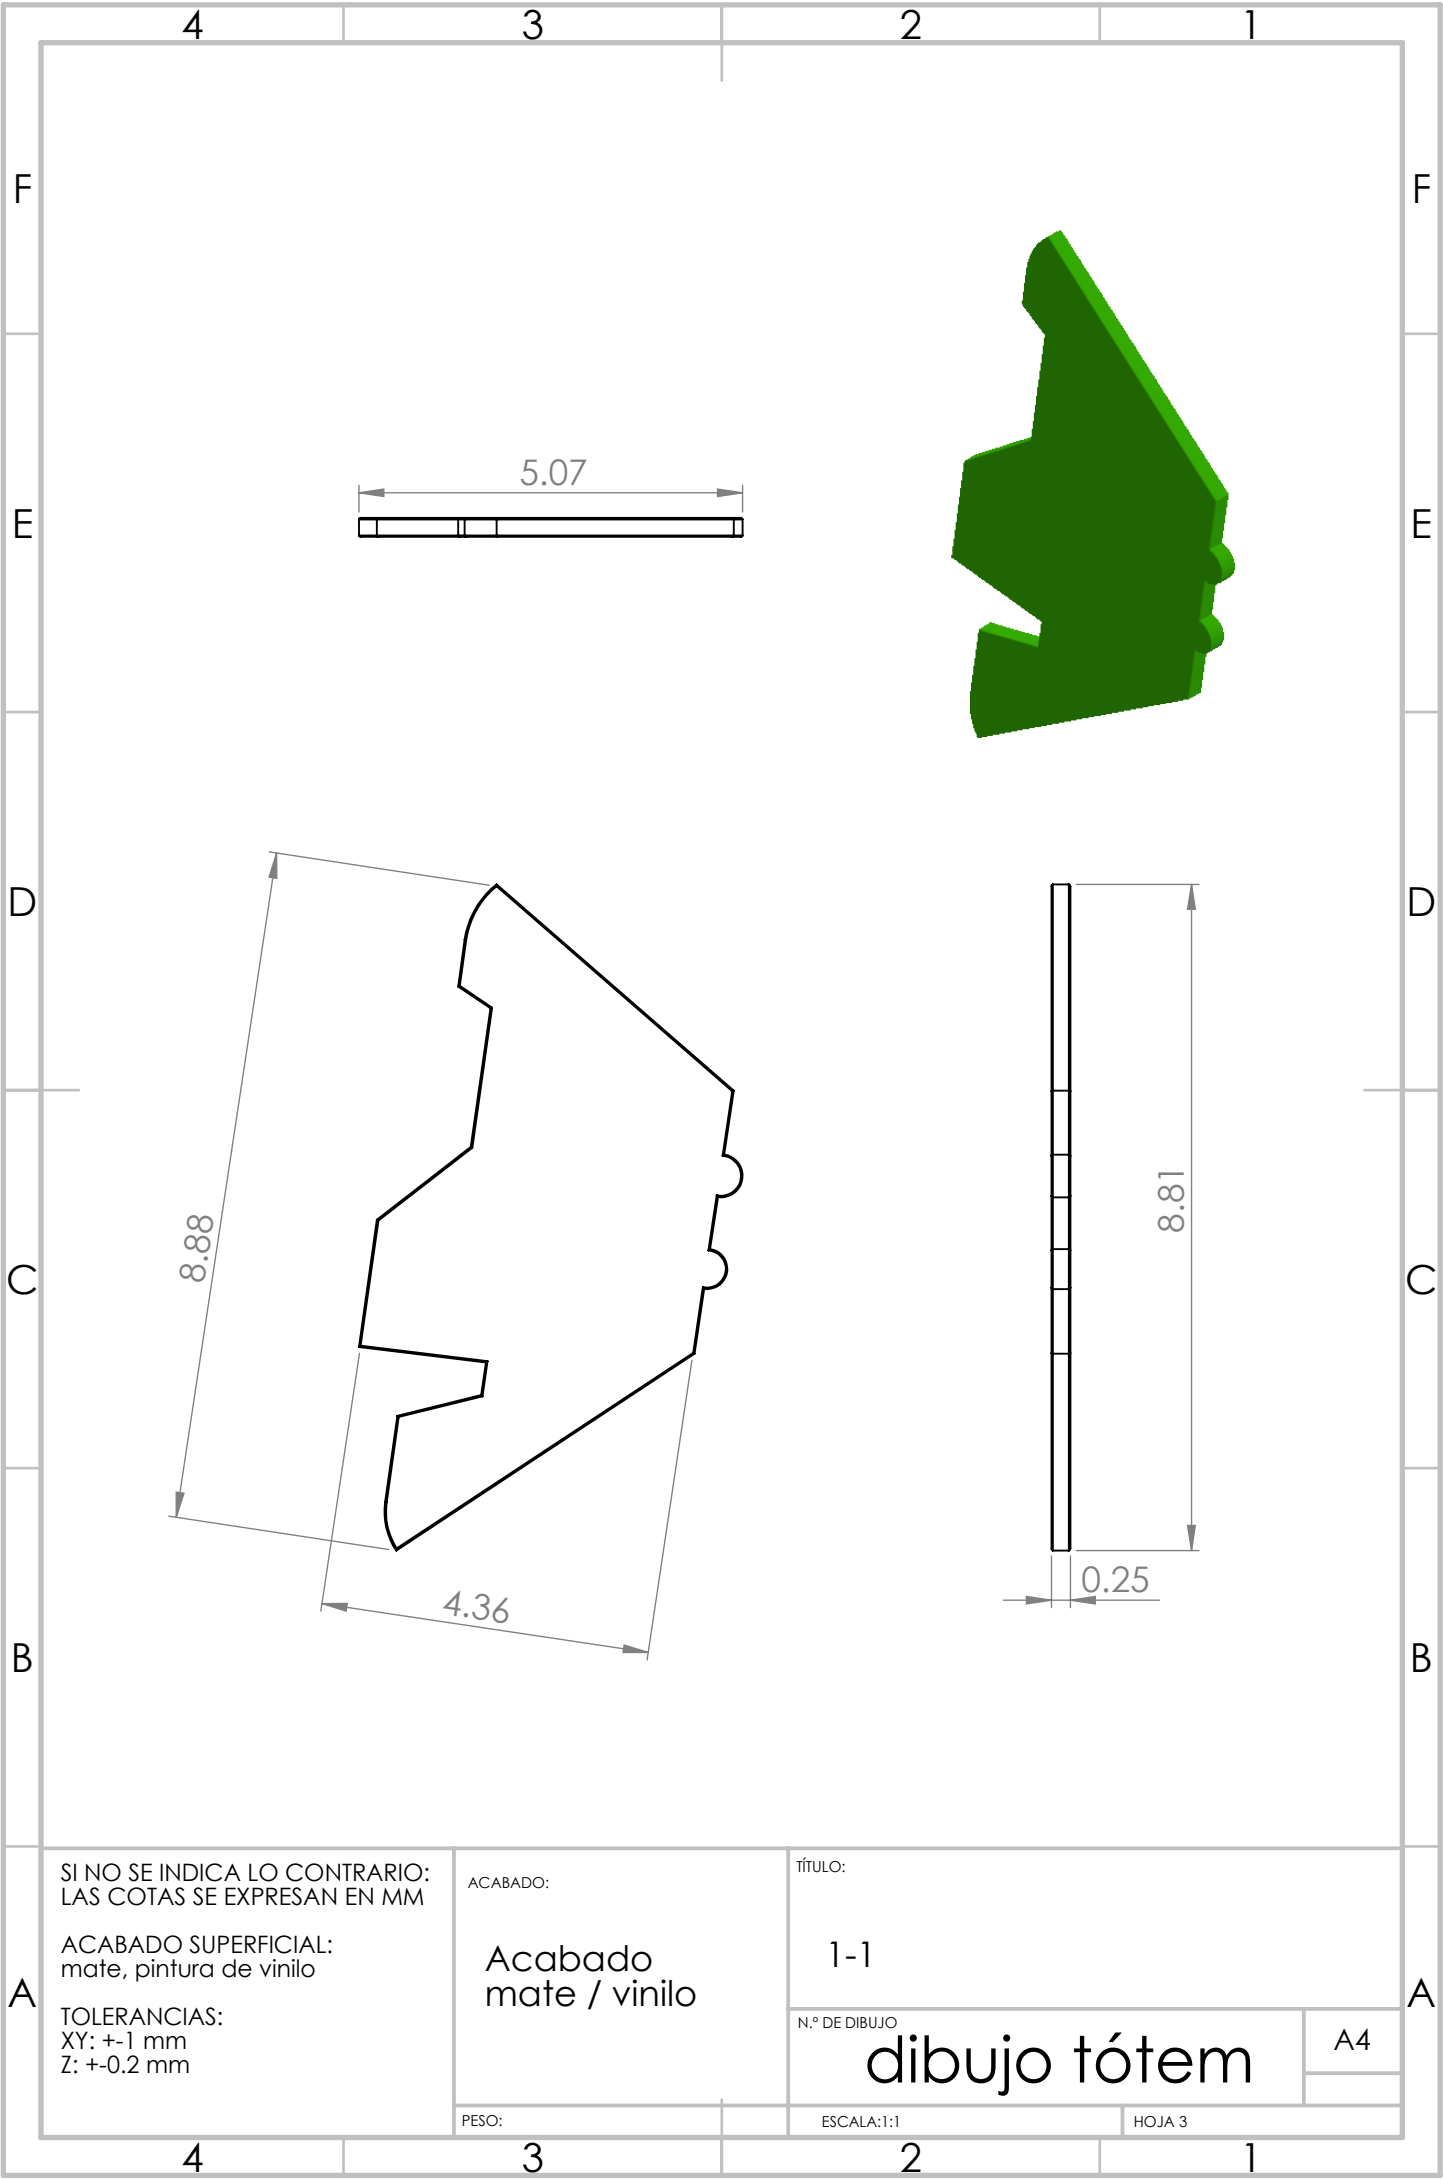 4 3 2 1
F F
5.07
E E
D D
8.88
8.81
C C
0.25
4.36
B B
SI NO SE INDICA LO CONTRARIO:
LAS COTAS SE EXPRESAN EN MM
ACABADO SUPERFICIAL:
mate, pintura de vinilo
TOLERANCIAS:
XY: +-1 mm
Z: +-0.2 mm
ACABADO:
Acabado
mate / vinilo
PESO:
TÍTULO:
1-1
N.º DE DIBUJO
dibujo tótem
A4
ESCALA:1:1
HOJA 3
A A
4 3 2 1